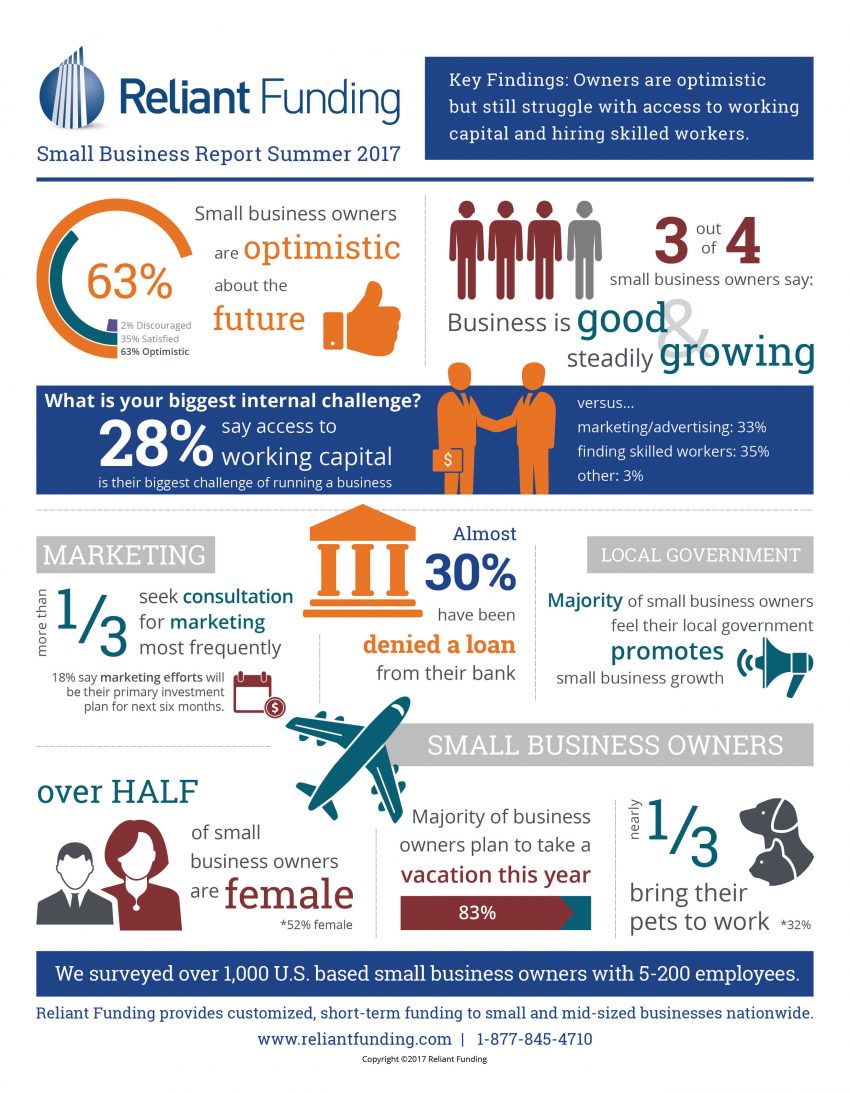 Reliant Funding
Small Business Report Summer 2017
Key Findings: Owners are optimistic
but still struggle with access to working
capital and hiring skilled workers.
63%
2% Discouraged
35% Satisfied
63% Optimistic
Small business owners
are optimistic
about the
future
3 out of 4
small business owners say:
Business is good
&
steadily growing
What is your biggest internal challenge?
28% say access to
working capital
is their biggest challenge of running a business
$
versus...
marketing/advertising: 33%
finding skilled workers: 35%
other: 3%
MARKETING
more than
1/3
seek consultation
for marketing
most frequently
18% say marketing efforts will
be their primary investment
plan for next six months.
$
Almost
30%
have been
denied a loan
from their bank
LOCAL GOVERNMENT
Majority of small business owners
feel their local government
promotes
small business growth
SMALL BUSINESS OWNERS
over HALF
of small
business owners
are female
*52% female
Majority of business
owners plan to take a
vacation this year
83%
nearly
1/3
bring their
pets to work *32%
We surveyed over 1,000 U.S. based small business owners with 5-200 employees.
Reliant Funding provides customized, short-term funding to small and mid-sized businesses nationwide.
www.reliantfunding.com | 1-877-845-4710
Copyright ©2017 Reliant Funding